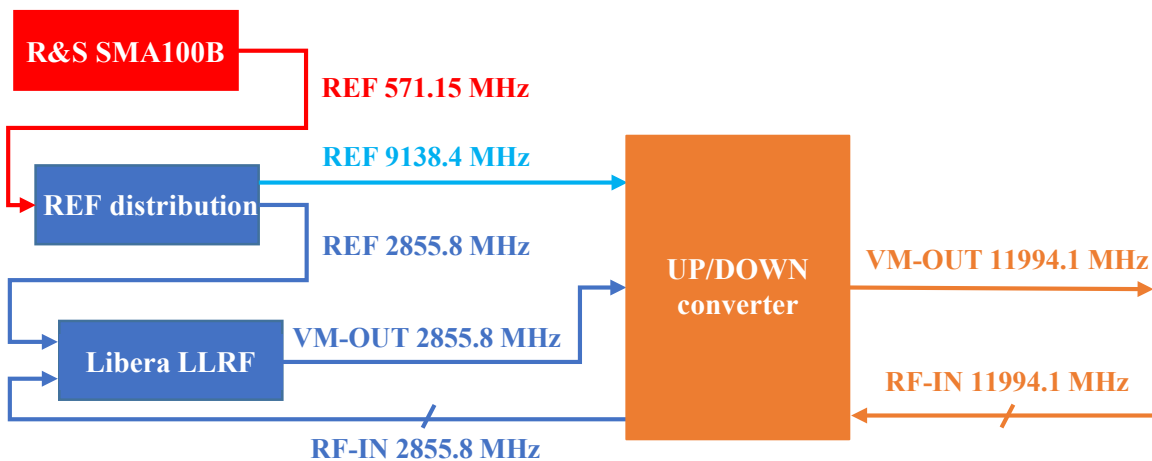 R&S SMA100B
REF 571.15 MHz
REF 9138.4 MHz
REF distribution
REF 2855.8 MHz
UP/DOWN
converter
VM-OUT 11994.1 MHz
VM-OUT 2855.8 MHz
Libera LLRF
RF-IN 11994.1 MHz
RF-IN 2855.8 MHz